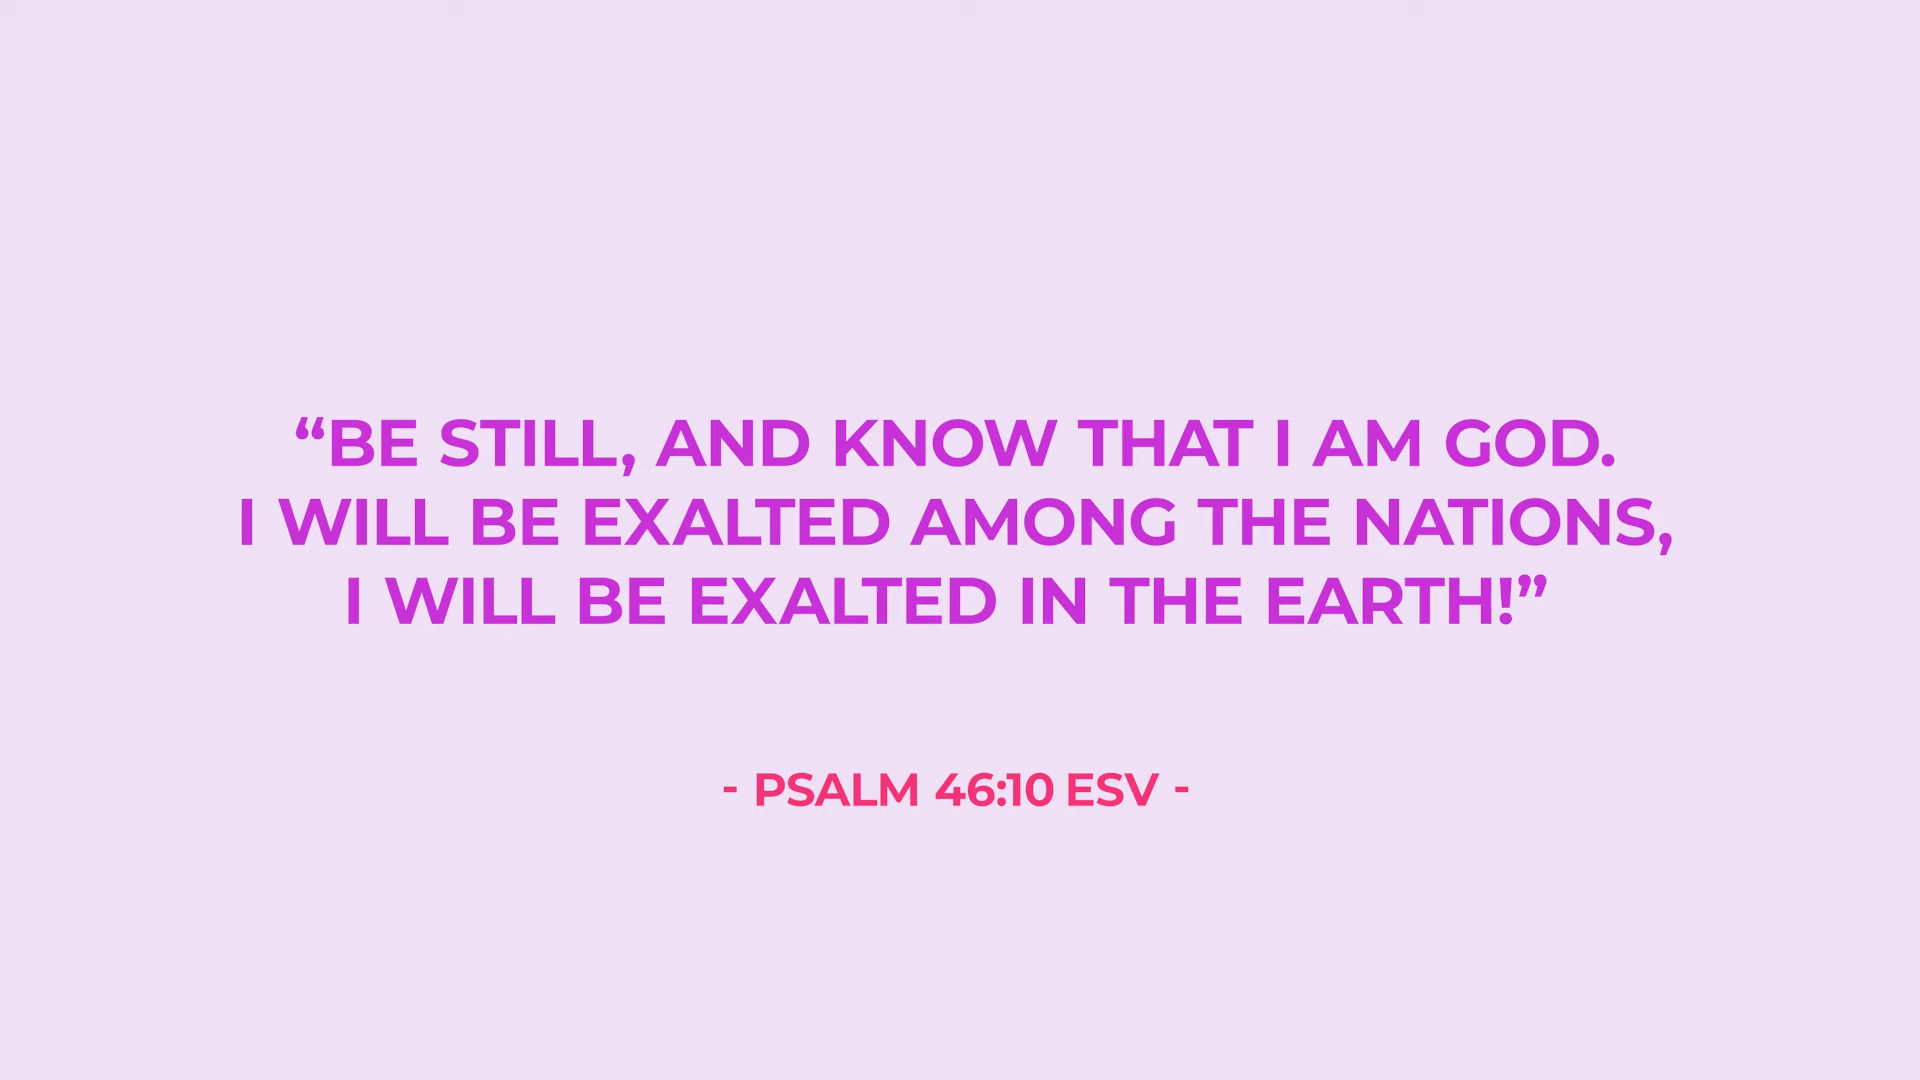 “BE STILL, AND KNOW THAT I AM GOD.
I WILL BE EXALTED AMONG THE NATIONS,
I WILL BE EXALTED IN THE EARTH!”
- PSALM 46:10 ESV -